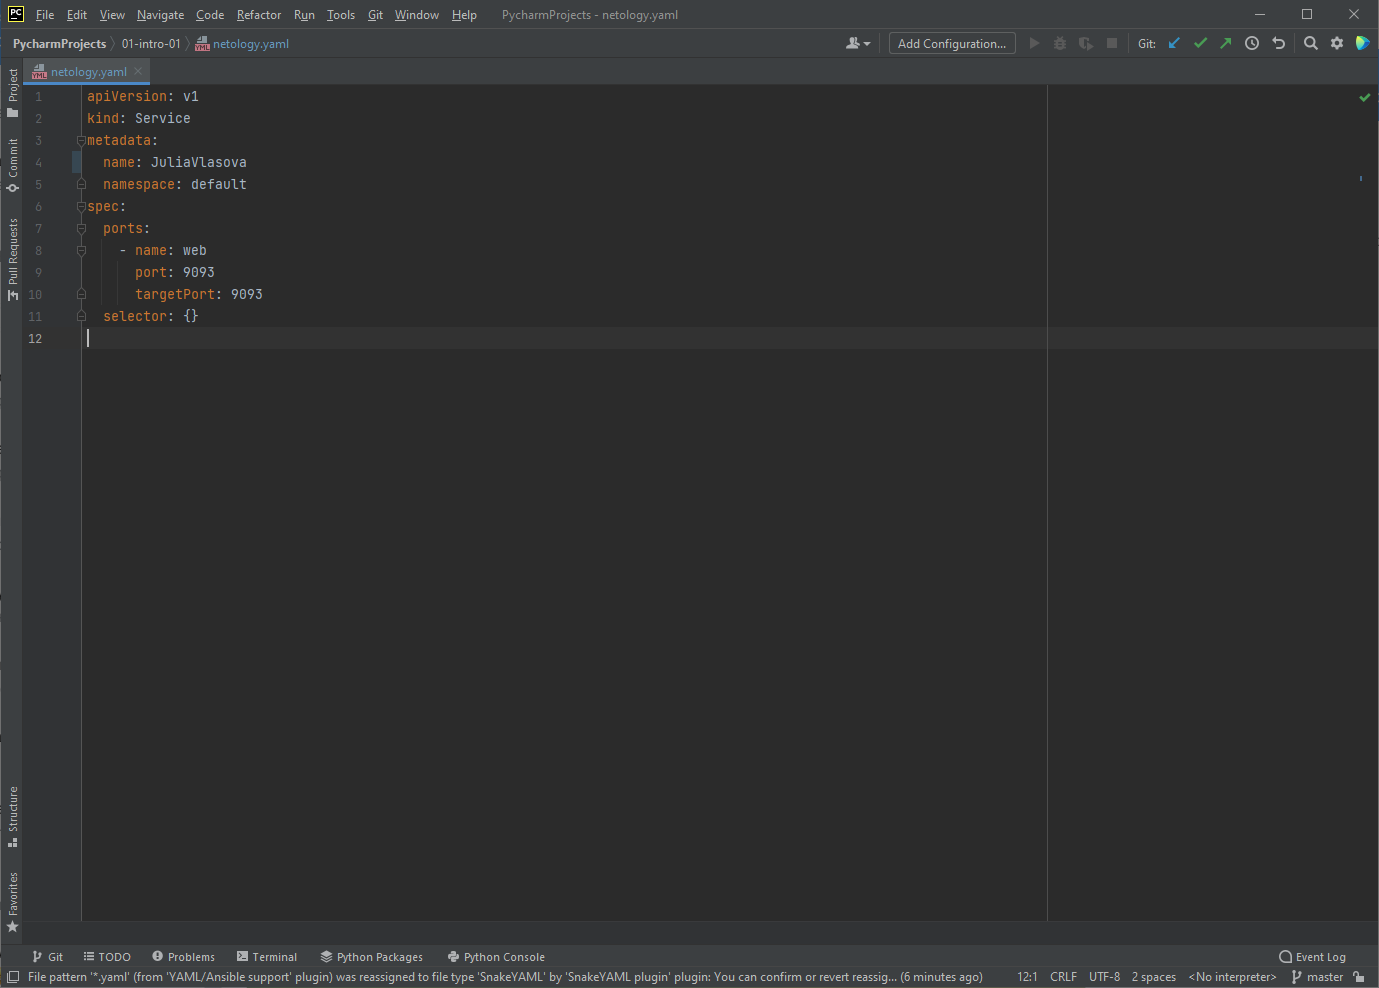 PC File Edit View Navigate Code Refactor Run Tools Git Window Help PycharmProjects - netology.yaml
PycharmProjects 01-intro-01 netology.yaml Add Configuration... Git:
netology.yaml
Project
Commit
Pull Requests
Structure
Favorites
1 apiVersion: v1
2 kind: Service
3 metadata:
4 name: JuliaVlasova
5 namespace: default
6 spec:
7 ports:
8 - name: web
9 port: 9093
10 targetPort: 9093
11 selector: {}
12
Git TODO Problems Terminal Python Packages Python Console Event Log
File pattern '*.yaml' (from 'YAML/Ansible support' plugin) was reassigned to file type 'SnakeYAML' by 'SnakeYAML plugin' plugin: You can confirm or revert reassig... (6 minutes ago) 12:1 CRLF UTF-8 2 spaces <No interpreter> master